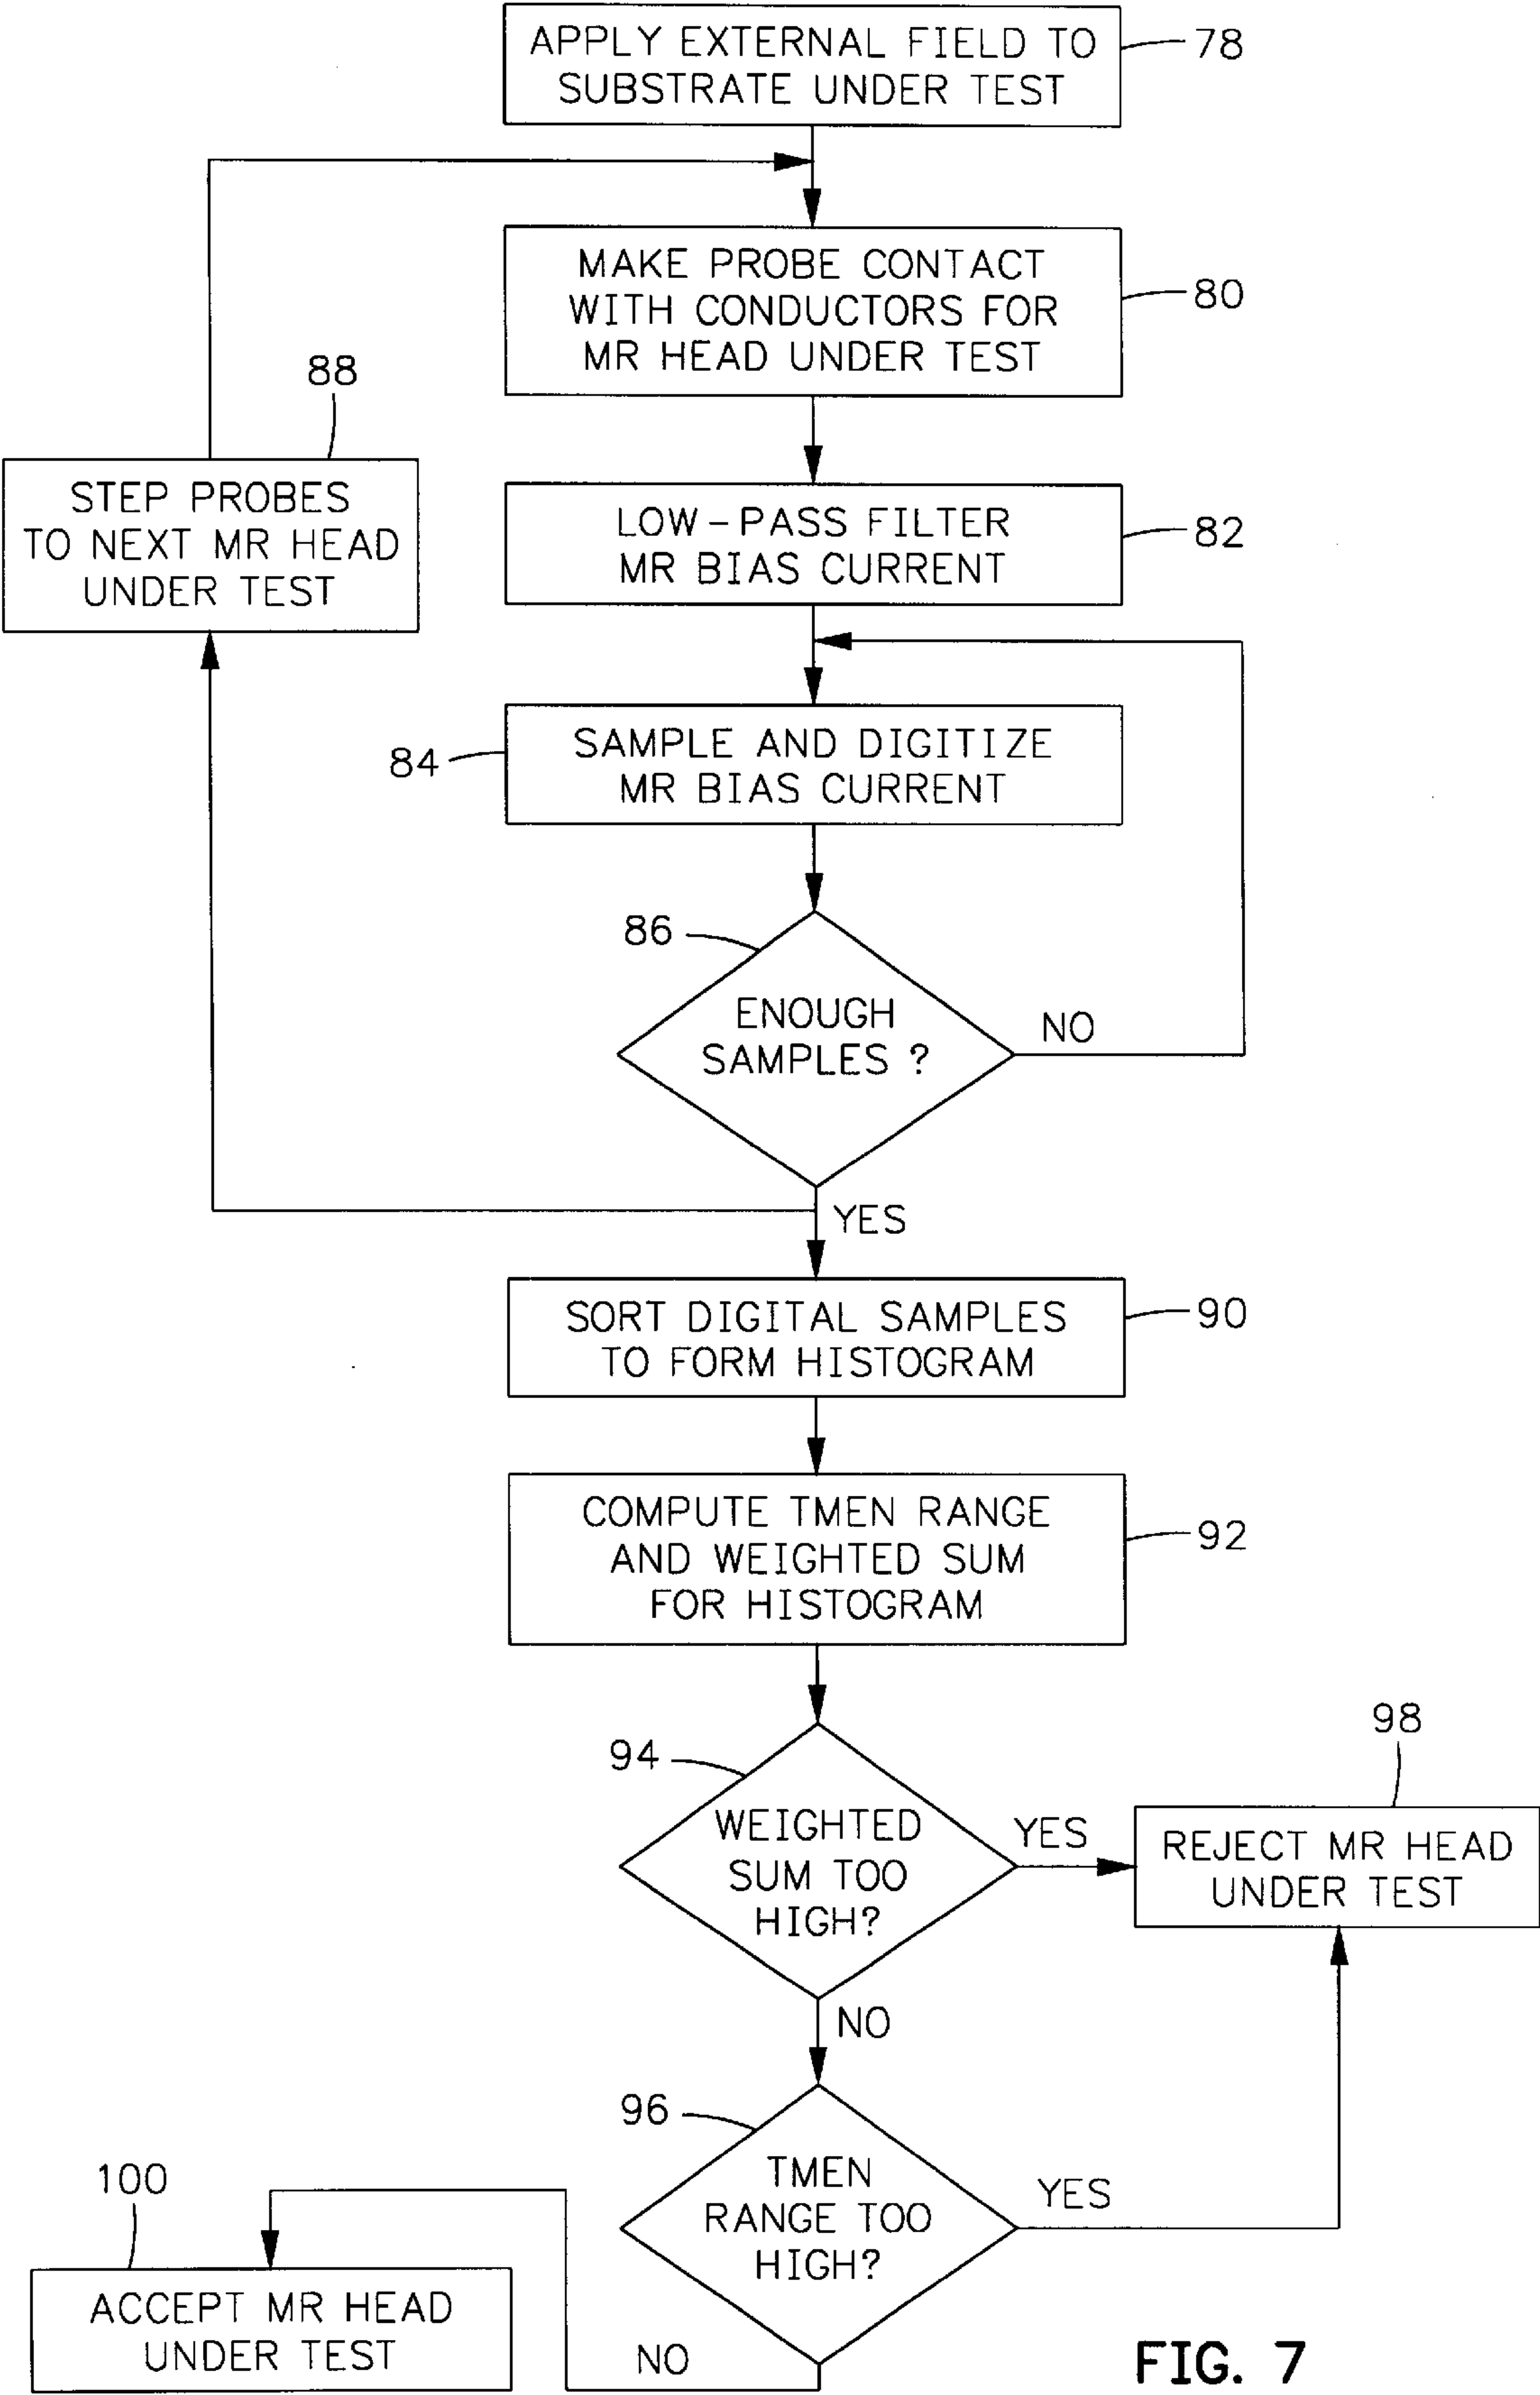 APPLY EXTERNAL FIELD TO
SUBSTRATE UNDER TEST
78
MAKE PROBE CONTACT
WITH CONDUCTORS FOR
MR HEAD UNDER TEST
80
88
STEP PROBES
TO NEXT MR HEAD
UNDER TEST
LOW-PASS FILTER
MR BIAS CURRENT
82
84
SAMPLE AND DIGITIZE
MR BIAS CURRENT
86
ENOUGH
SAMPLES ?
NO
YES
SORT DIGITAL SAMPLES
TO FORM HISTOGRAM
90
COMPUTE TMEN RANGE
AND WEIGHTED SUM
FOR HISTOGRAM
92
94
WEIGHTED
SUM TOO
HIGH?
YES
98
REJECT MR HEAD
UNDER TEST
NO
96
TMEN
RANGE TOO
HIGH?
YES
100
ACCEPT MR HEAD
UNDER TEST
NO
FIG. 7